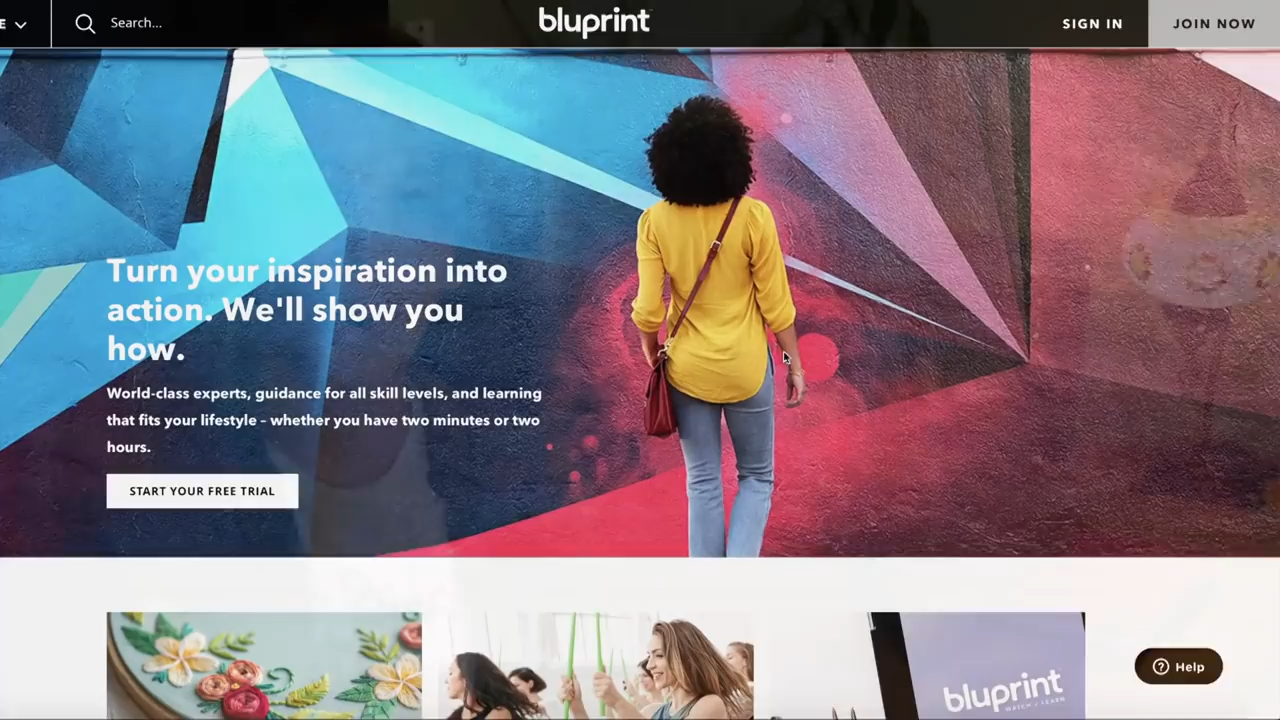 E
Search...
bluprint
SIGN IN
JOIN NOW
Turn your inspiration into
action. We'll show you
how.
World-class experts, guidance for all skill levels, and learning
that fits your lifestyle – whether you have two minutes or two
hours.
START YOUR FREE TRIAL
bluprint
WATCH / LEARN
Help